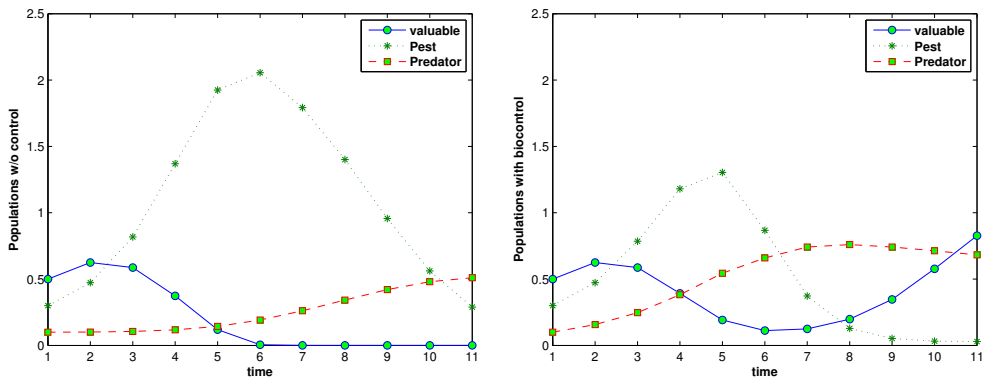 Populations w/o control
2.5
2
1.5
1
0.5
0
1 2 3 4 5 6 7 8 9 10 11
time
valuable
Pest
Predator
Populations with biocontrol
2.5
2
1.5
1
0.5
0
1 2 3 4 5 6 7 8 9 10 11
time
valuable
Pest
Predator